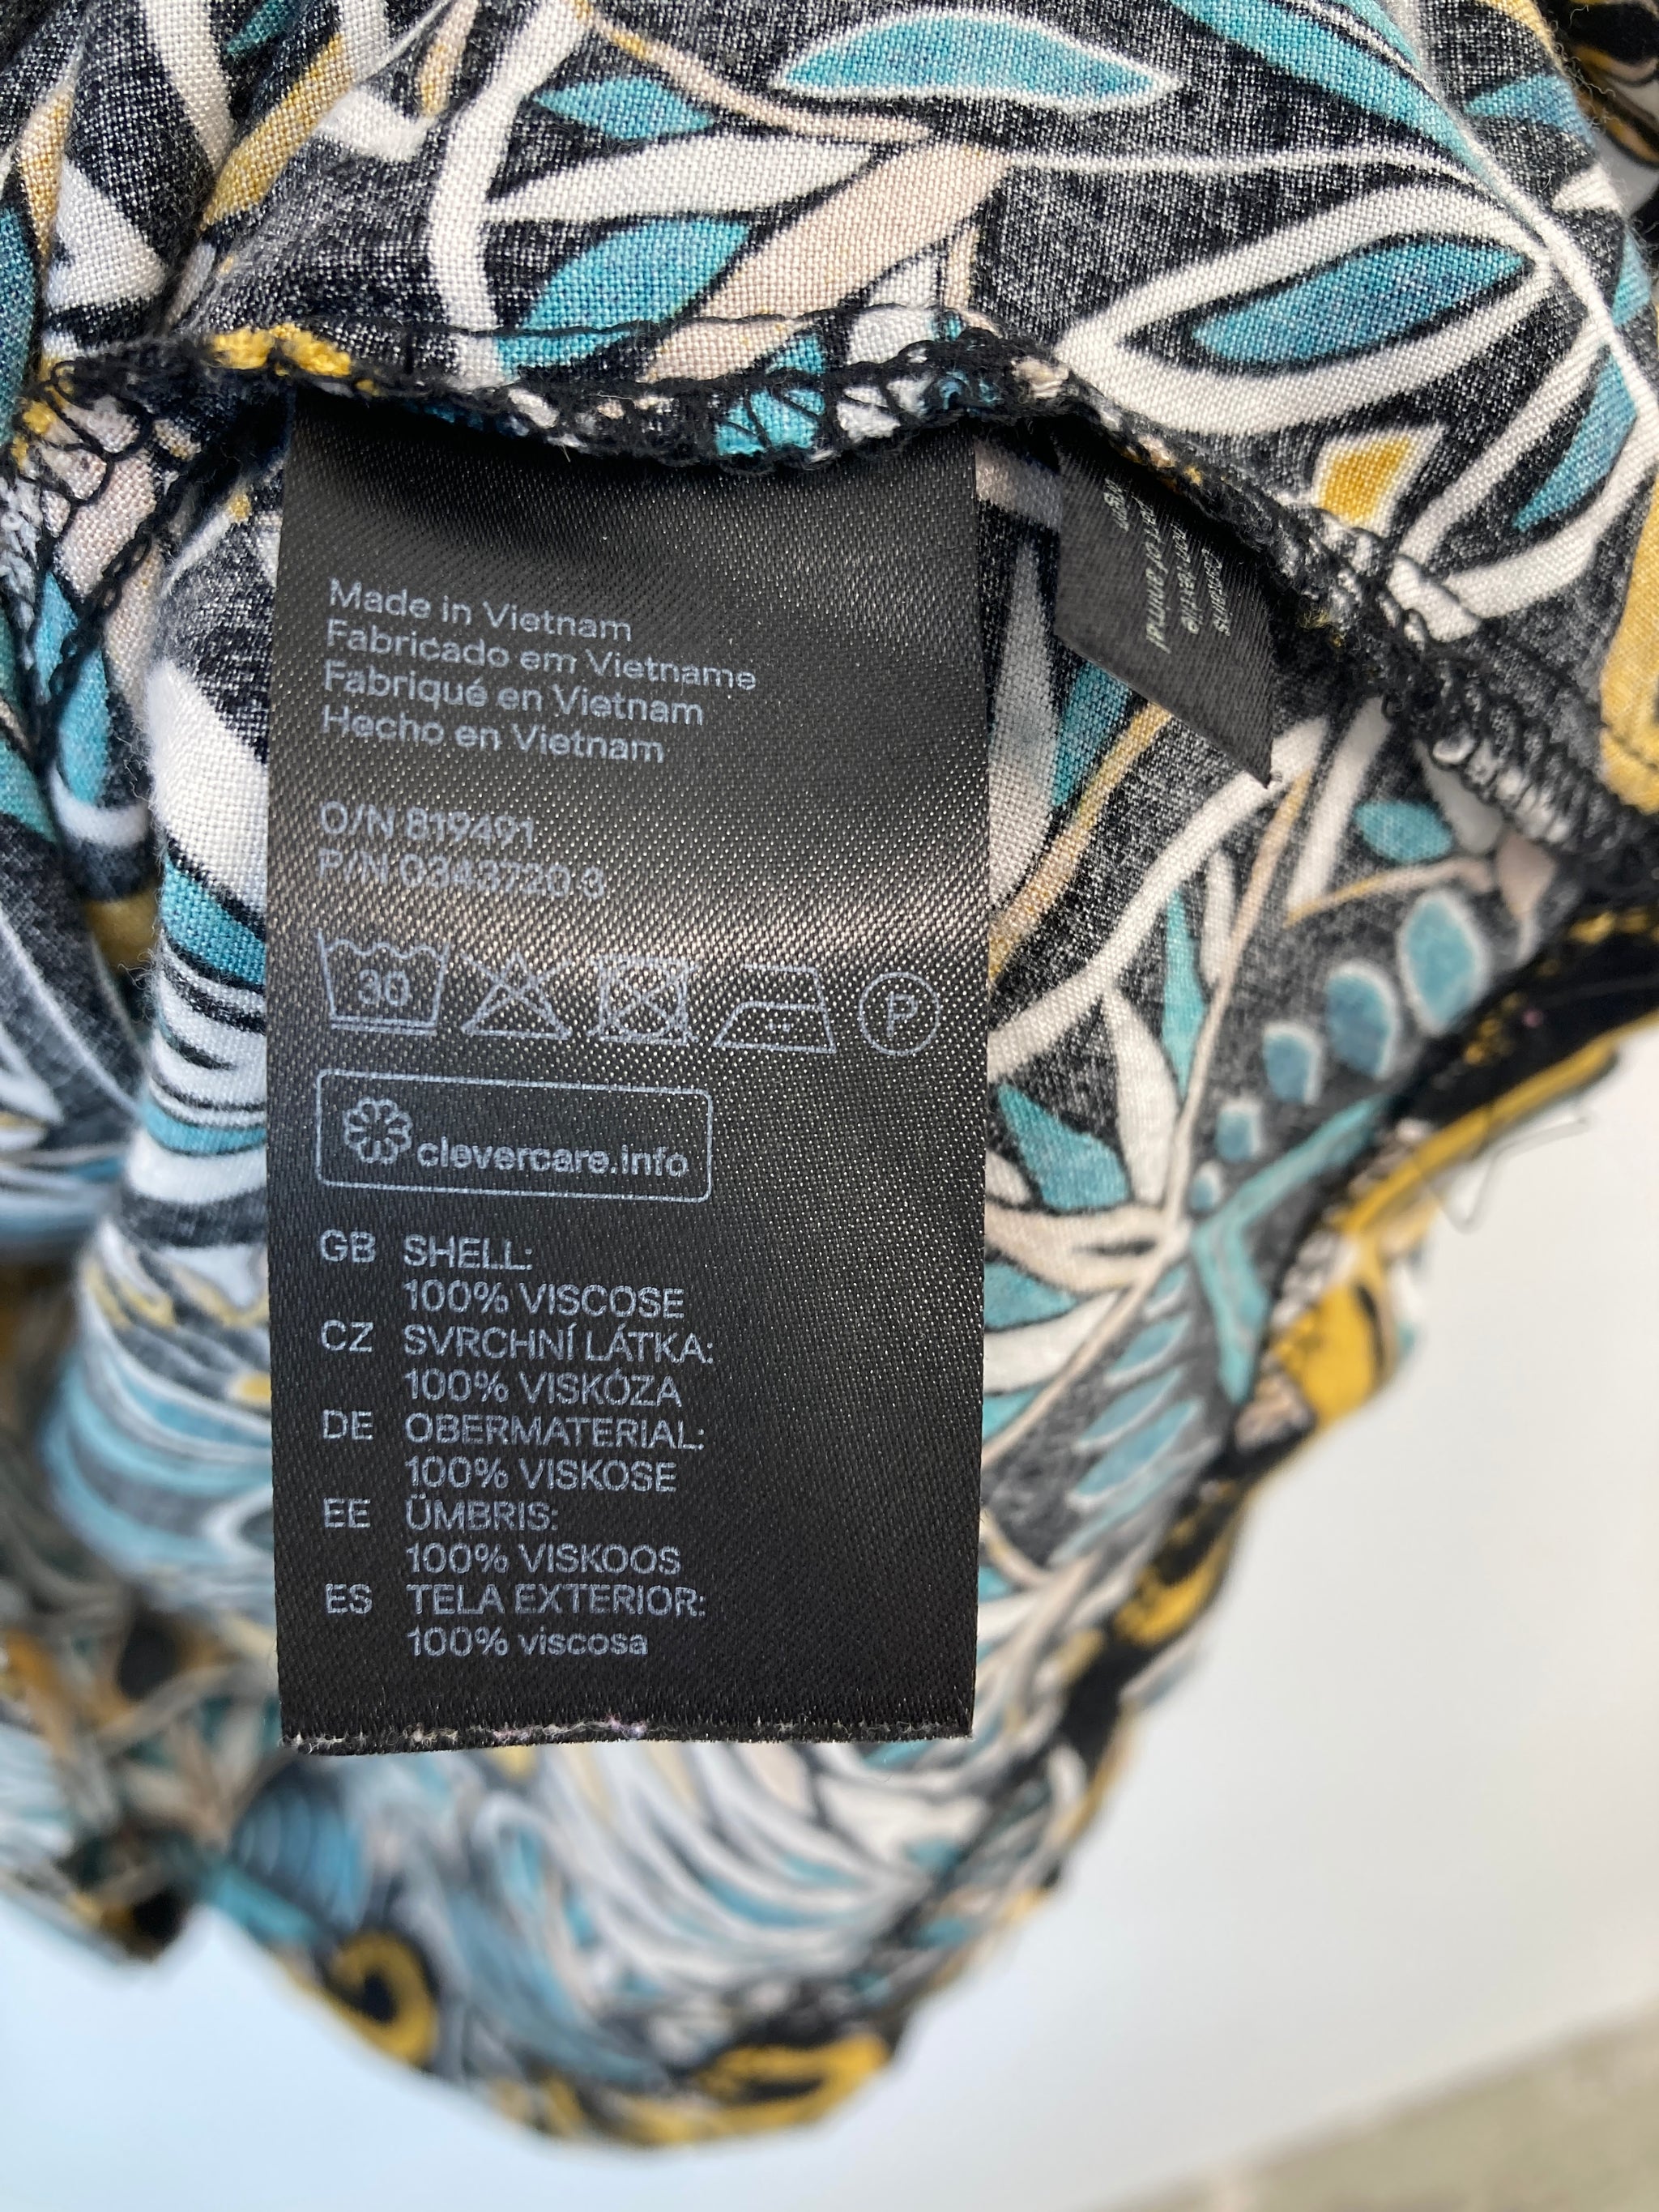 Made in Vietnam
Fabricado em Vietname
Fabriqué en Vietnam
Hecho en Vietnam
O/N 819491
P/N 0343720 3
30
P
clevercare.info
GB SHELL:
100% VISCOSE
CZ SVRCHNÍ LÁTKA:
100% VISKÓZA
DE OBERMATERIAL:
100% VISKOSE
EE ÜMBRIS:
100% VISKOOS
ES TELA EXTERIOR:
100% viscosa